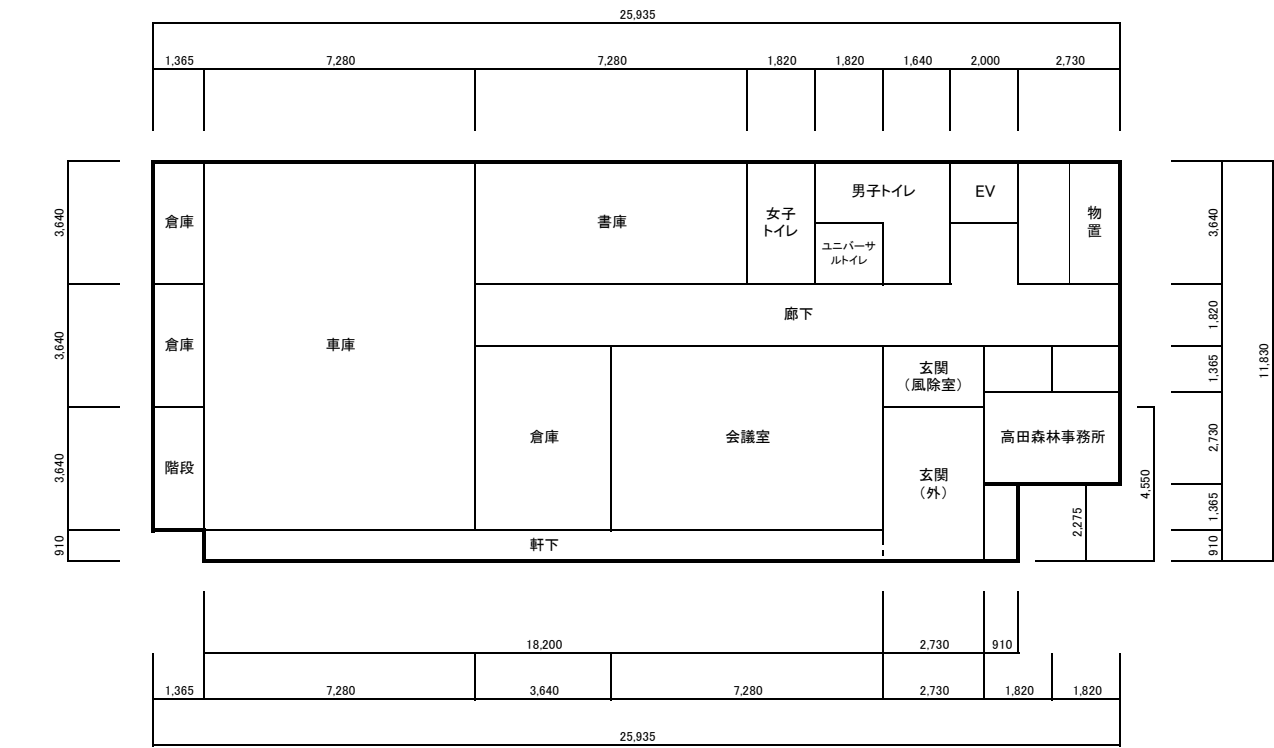 25,935
1,365 7,280 7,280 1,820 1,820 1,640 2,000 2,730
3,640
3,640
3,640
910
倉庫
倉庫
階段
車庫
書庫
女子
トイレ
男子トイレ
ユニバーサ
ルトイレ
EV
物
置
廊下
倉庫
会議室
玄関
（風除室）
玄関
（外）
高田森林事務所
軒下
2,275
4,550
3,640
1,820
1,365
2,730
1,365
910
11,830
18,200 2,730 910
1,365 7,280 3,640 7,280 2,730 1,820 1,820
25,935